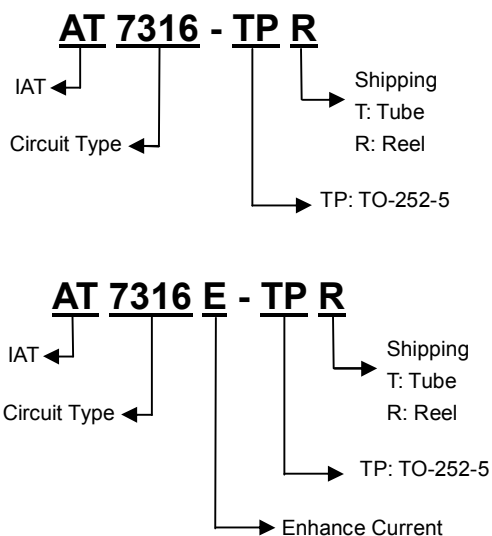 AT 7316 - TP R
IAT
Circuit Type
Shipping
T: Tube
R: Reel
TP: TO-252-5
AT 7316 E - TP R
IAT
Circuit Type
Shipping
T: Tube
R: Reel
TP: TO-252-5
Enhance Current